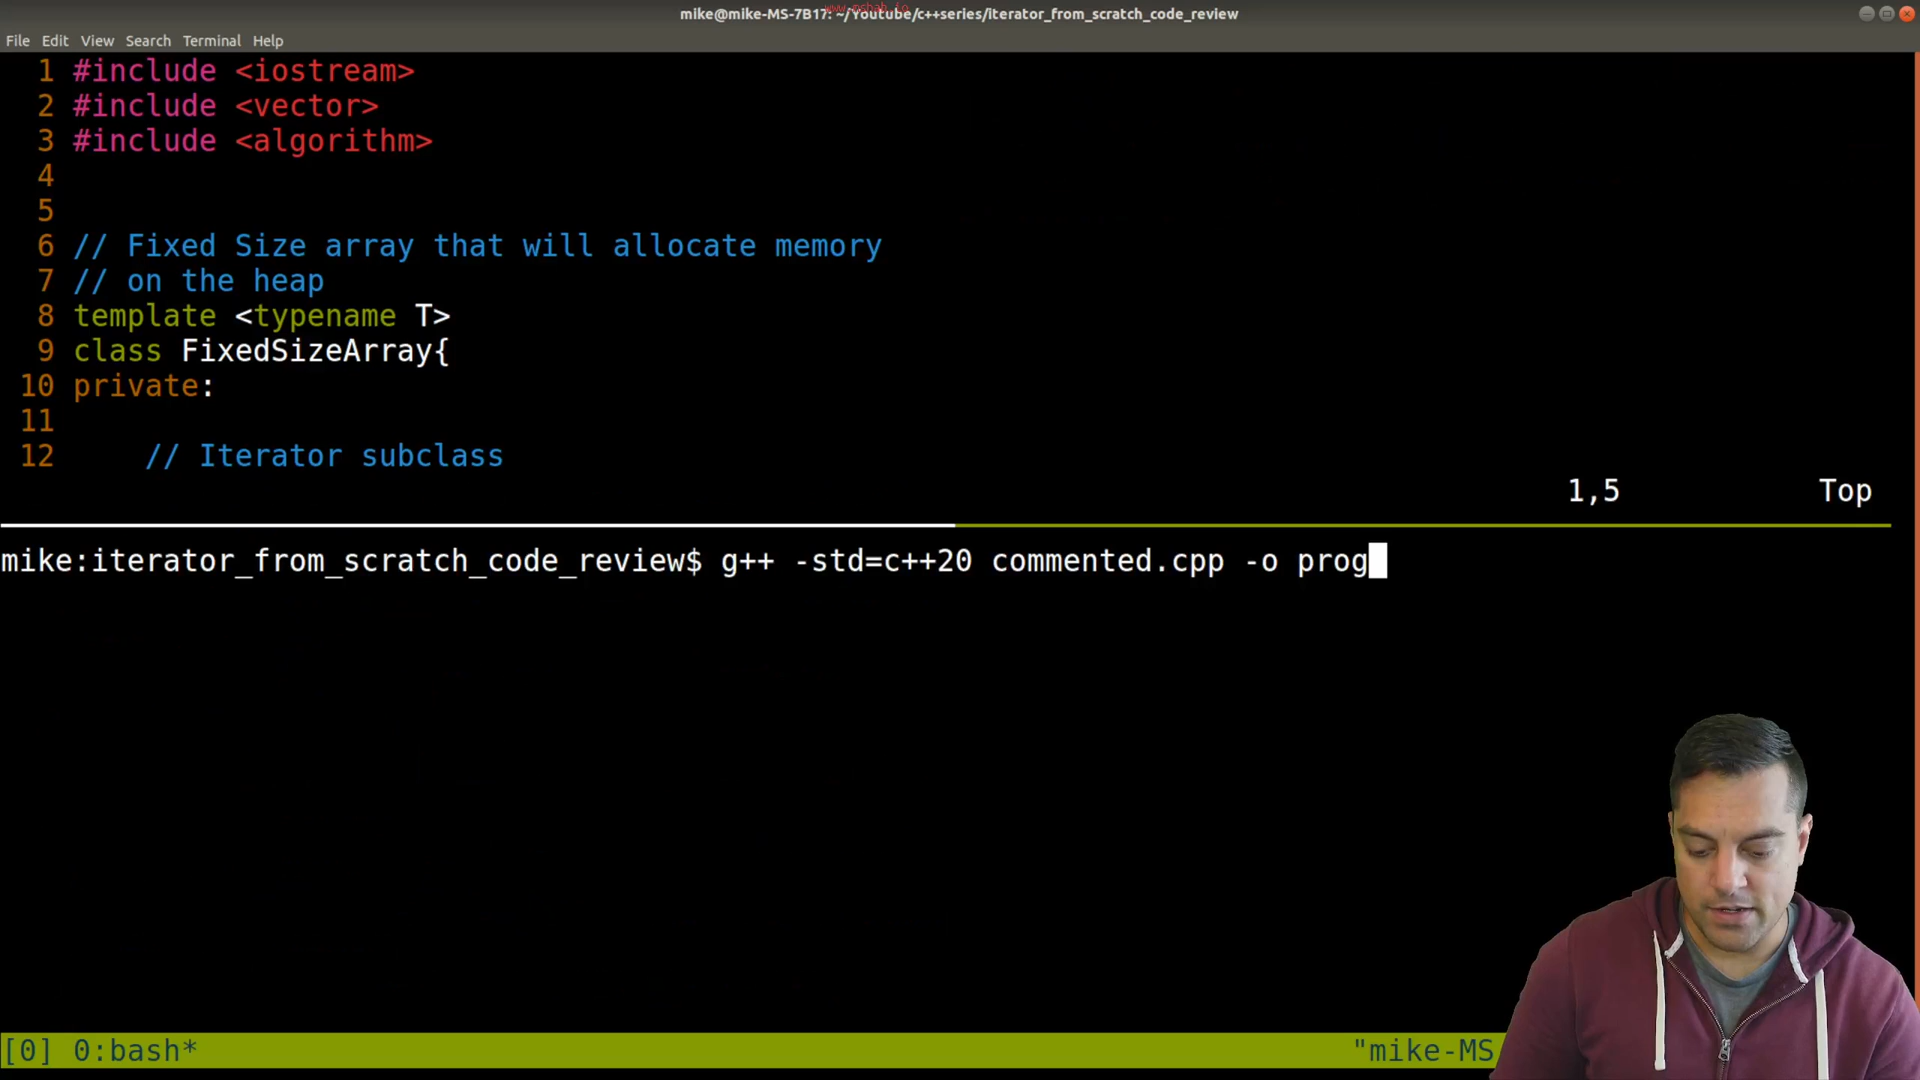 mike@mike-MS-7B17: ~/Youtube/c++series/iterator_from_scratch_code_review
www.mshah.io
File Edit View Search Terminal Help
1 #include <iostream>
2 #include <vector>
3 #include <algorithm>
4
5
6 // Fixed Size array that will allocate memory
7 // on the heap
8 template <typename T>
9 class FixedSizeArray{
10 private:
11
12 // Iterator subclass
1,5 Top
mike:iterator_from_scratch_code_review$ g++ -std=c++20 commented.cpp -o prog
[0] 0:bash* "mike-MS